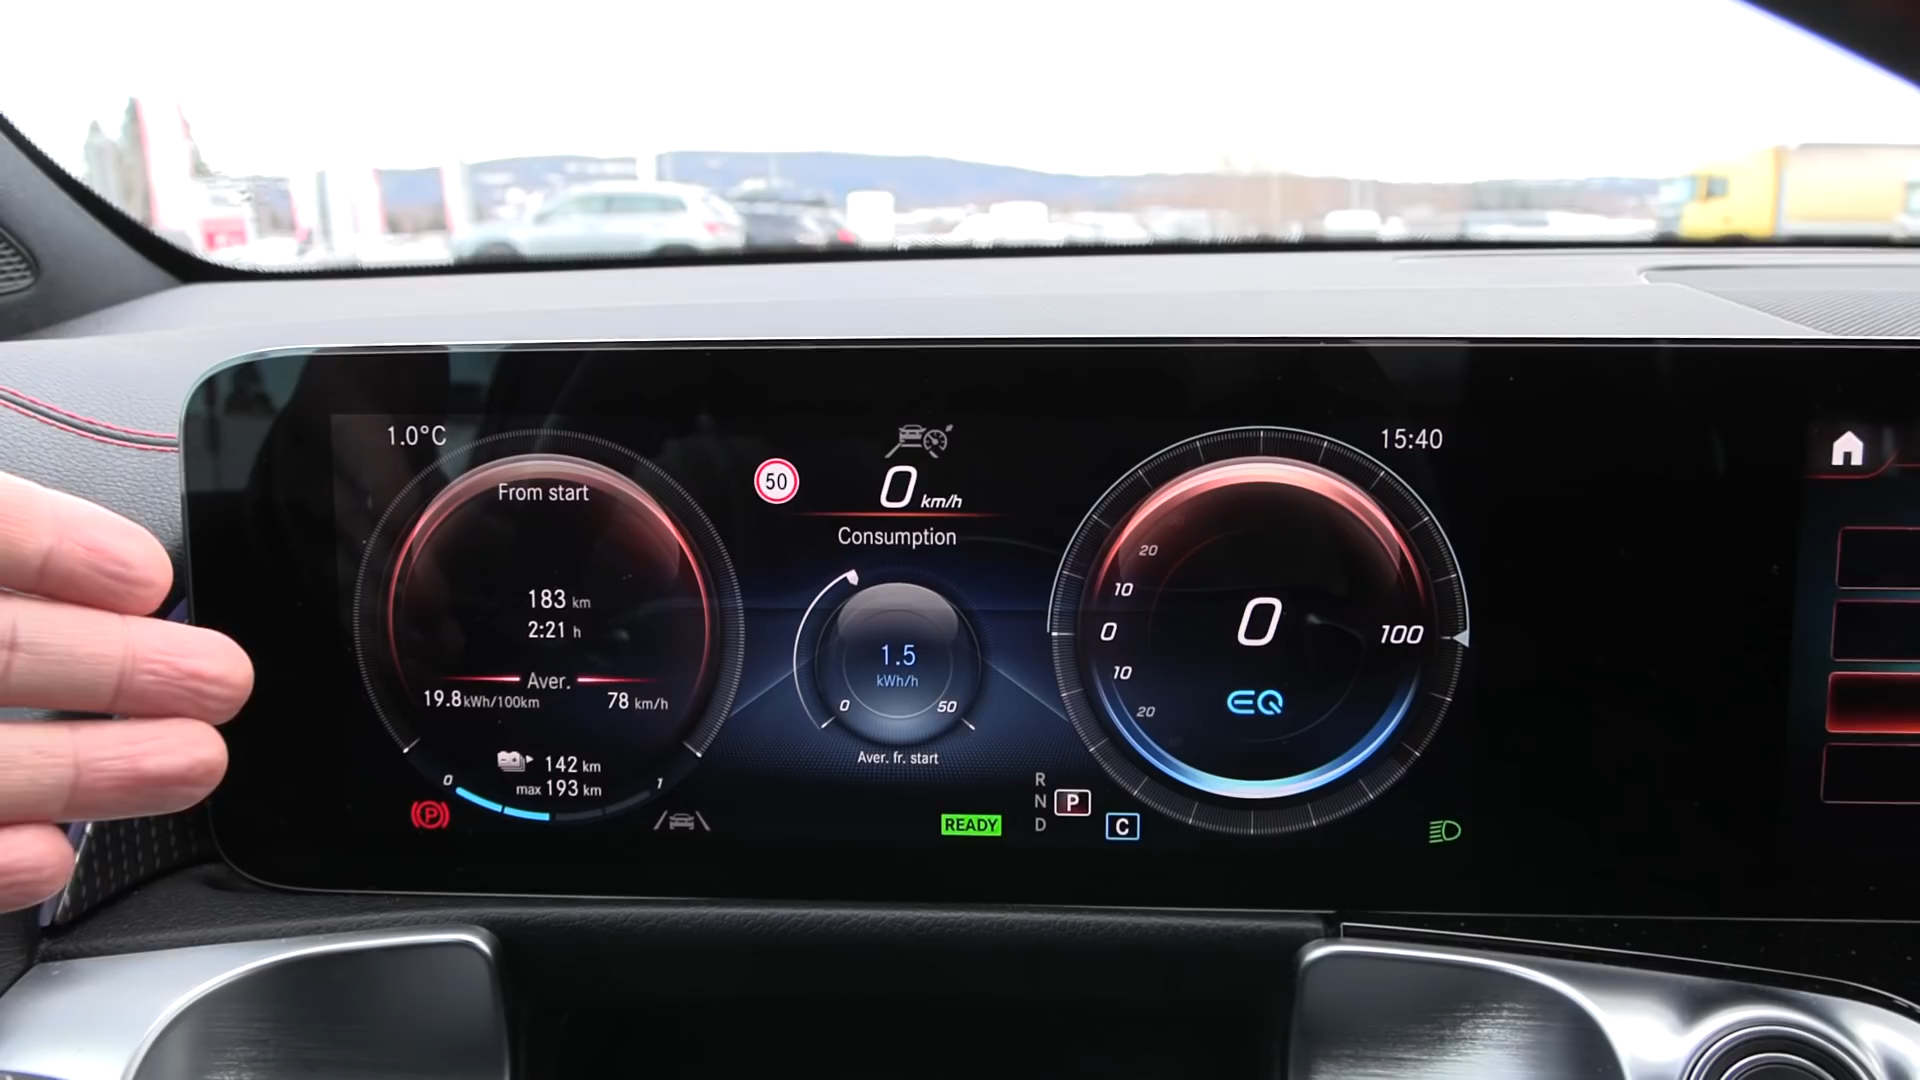 1.0°C
From start
183 km
2:21 h
Aver.
19.8 kWh/100km 78 km/h
142 km
max 193 km
0 1
P
50
0 km/h
Consumption
1.5
kWh/h
0 50
Aver. fr. start
READY
R
N P
D
C
15:40
20
10
0
10
20
0
100
EQ